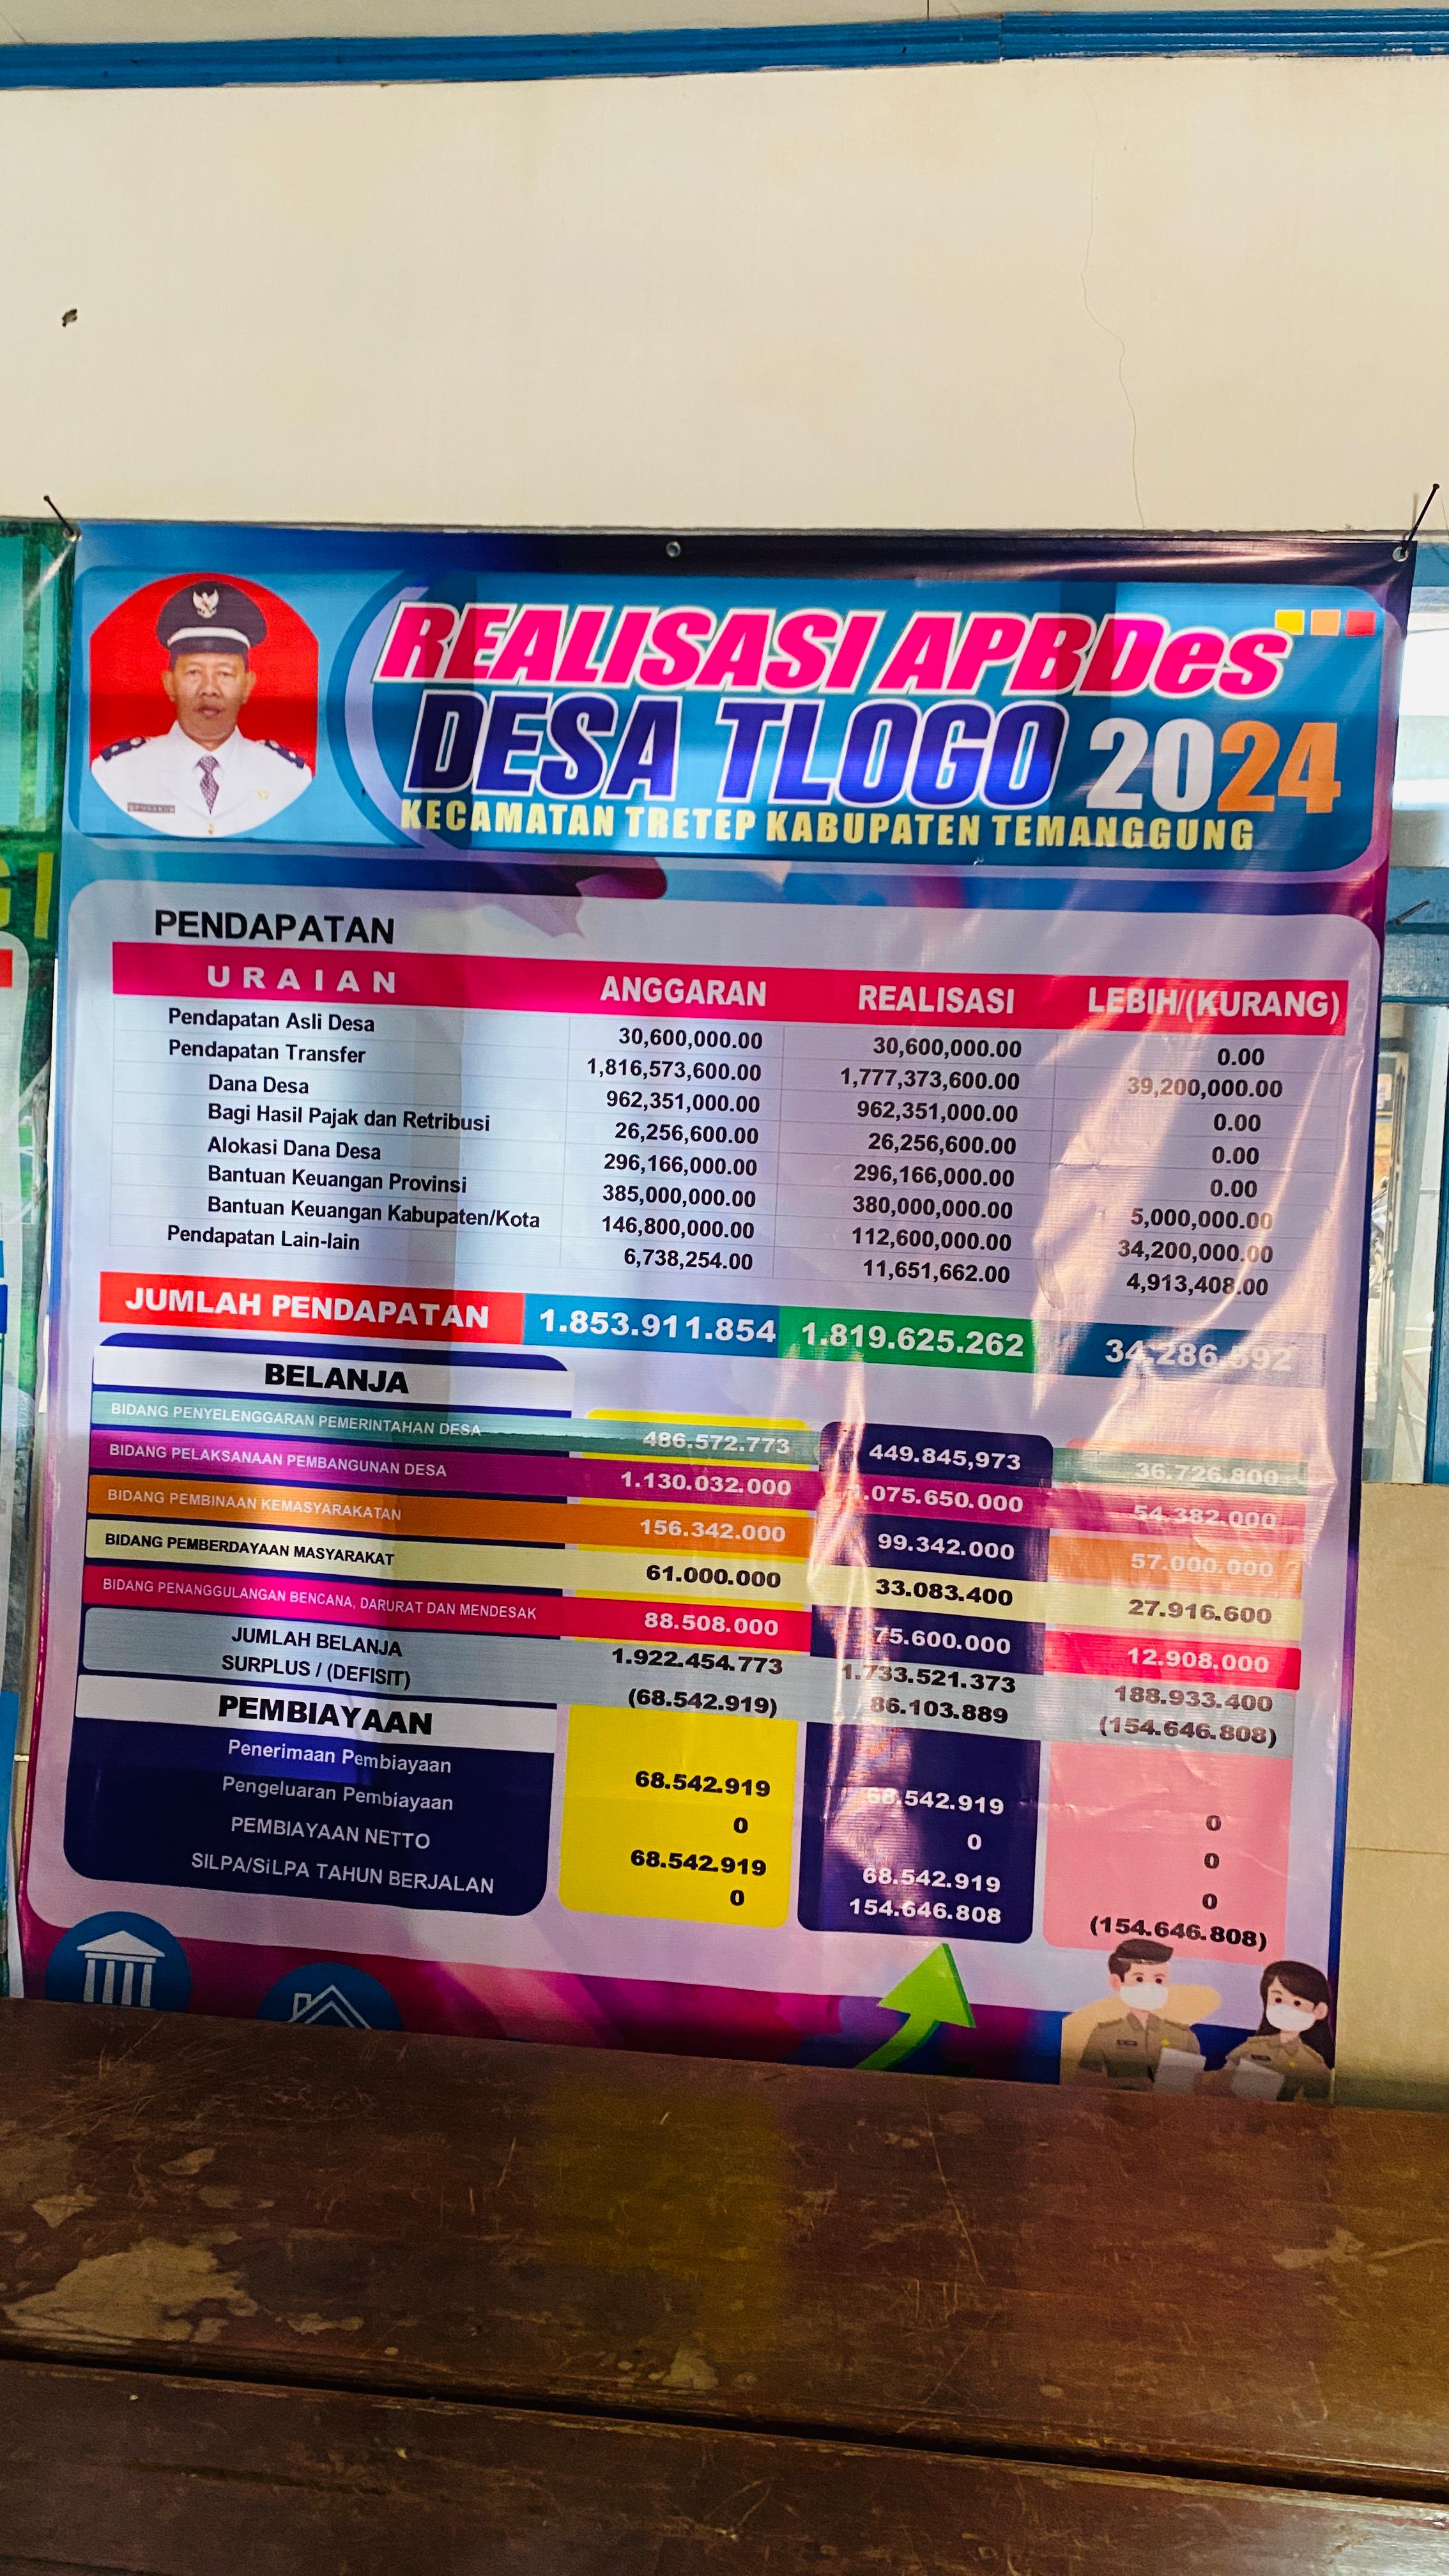 REALISASI APBDes
DESA TLOGO 2024
KECAMATAN TRETEP KABUPATEN TEMANGGUNG
PENDAPATAN
URAIAN ANGGARAN REALISASI LEBIH/(KURANG)
Pendapatan Asli Desa 30,600,000.00 30,600,000.00 0.00
Pendapatan Transfer 1,816,573,600.00 1,777,373,600.00 39,200,000.00
Dana Desa 962,351,000.00 962,351,000.00 0.00
Bagi Hasil Pajak dan Retribusi 26,256,600.00 26,256,600.00 0.00
Alokasi Dana Desa 296,166,000.00 296,166,000.00 0.00
Bantuan Keuangan Provinsi 385,000,000.00 380,000,000.00 5,000,000.00
Bantuan Keuangan Kabupaten/Kota 146,800,000.00 112,600,000.00 34,200,000.00
Pendapatan Lain-lain 6,738,254.00 11,651,662.00 4,913,408.00
JUMLAH PENDAPATAN 1.853.911.854 1.819.625.262 34.286.592
BELANJA
BIDANG PENYELENGGARAN PEMERINTAHAN DESA 486.572.773 449.845,973 36.726.800
BIDANG PELAKSANAAN PEMBANGUNAN DESA 1.130.032.000 1.075.650.000 54.382.000
BIDANG PEMBINAAN KEMASYARAKATAN 156.342.000 99.342.000 57.000.000
BIDANG PEMBERDAYAAN MASYARAKAT 61.000.000 33.083.400 27.916.600
BIDANG PENANGGULANGAN BENCANA, DARURAT DAN MENDESAK 88.508.000 75.600.000 12.908.000
JUMLAH BELANJA 1.922.454.773 1.733.521.373 188.933.400
SURPLUS / (DEFISIT) (68.542.919) 86.103.889 (154.646.808)
PEMBIAYAAN
Penerimaan Pembiayaan 68.542.919 68.542.919 0
Pengeluaran Pembiayaan 0 0 0
PEMBIAYAAN NETTO 68.542.919 68.542.919 0
SILPA/SiLPA TAHUN BERJALAN 0 154.646.808 (154.646.808)